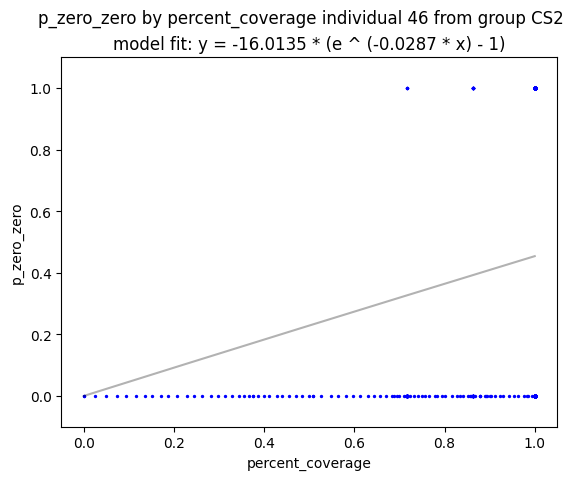 p_zero_zero by percent_coverage individual 46 from group CS2
model fit: y = -16.0135 * (e ^ (-0.0287 * x) - 1)
1.0
0.8
0.6
0.4
0.2
0.0
p_zero_zero
0.0 0.2 0.4 0.6 0.8 1.0
percent_coverage